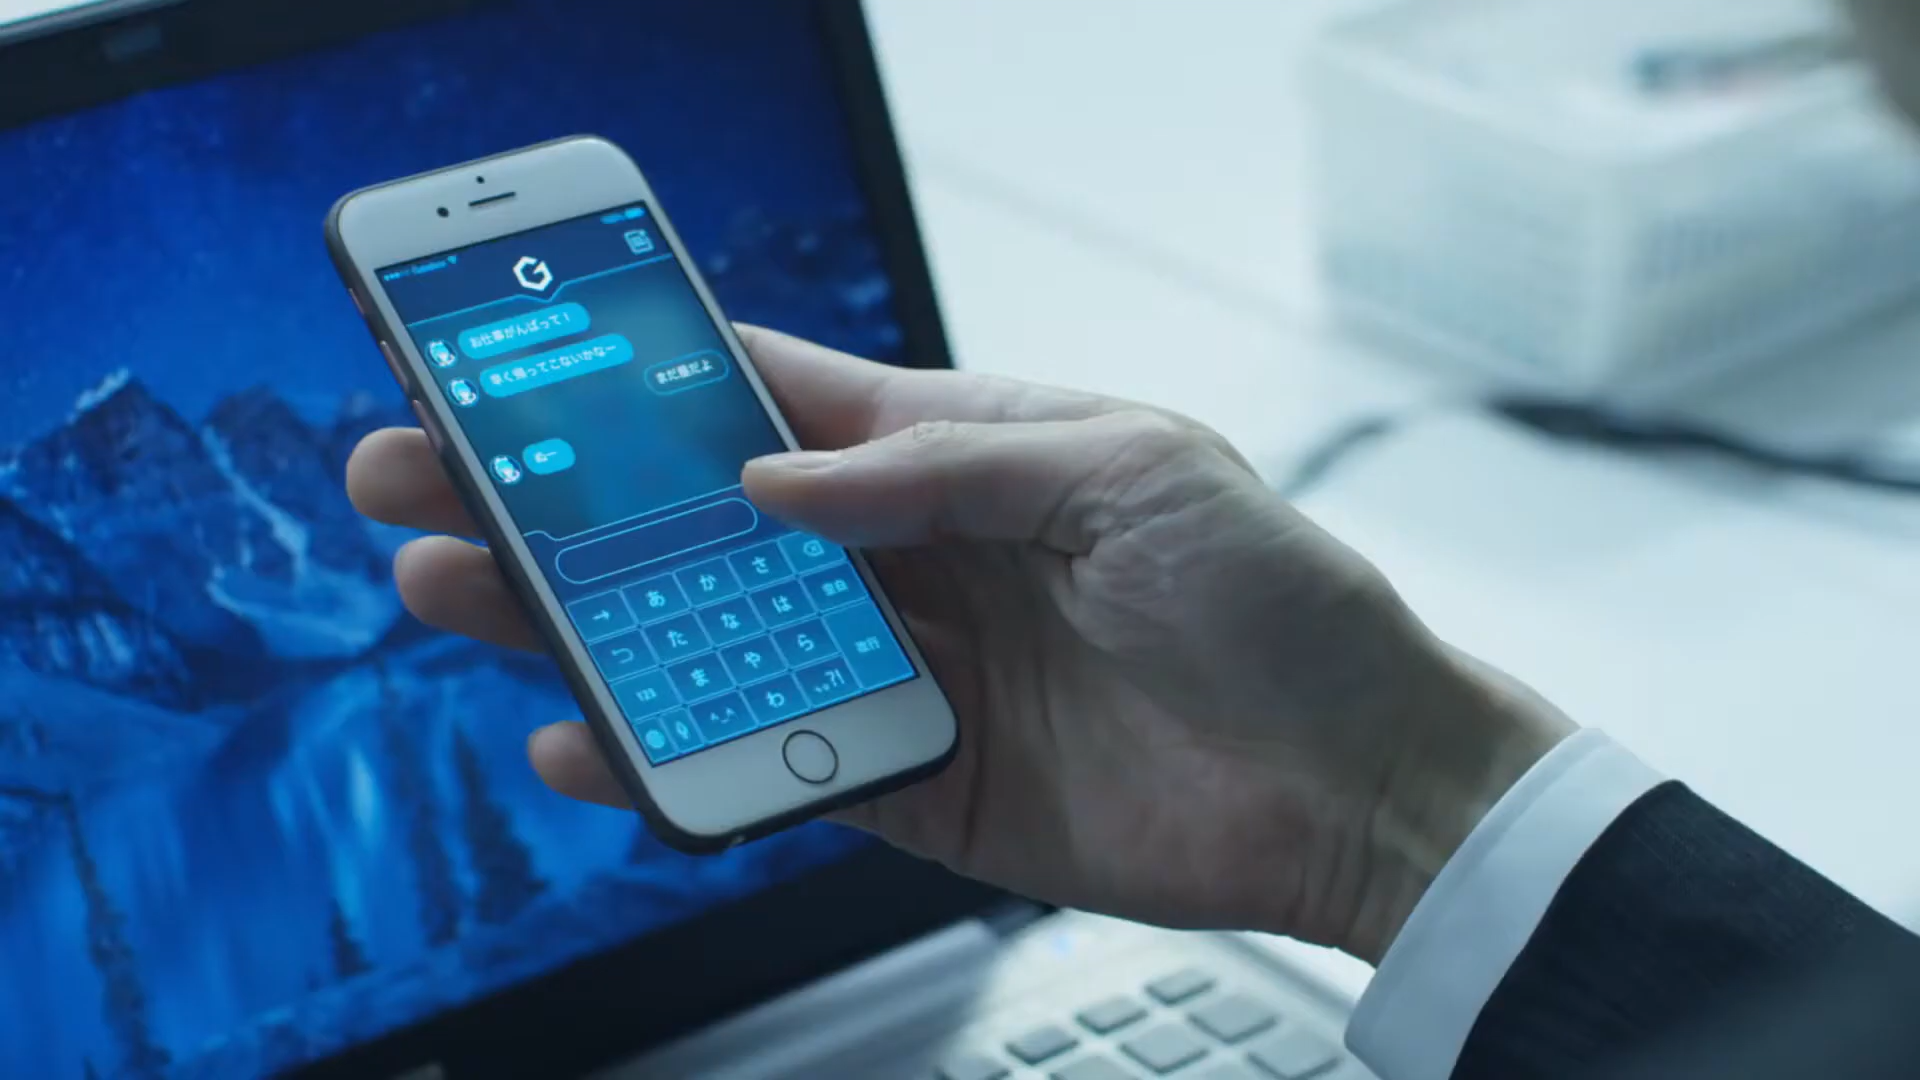 お仕事がんばって！
早く帰ってこないかなー
まだ昼だよ
ぬー
→
あ
か
さ
た
な
は
空白
ま
や
ら
改行
123
^_^
わ
､｡?!